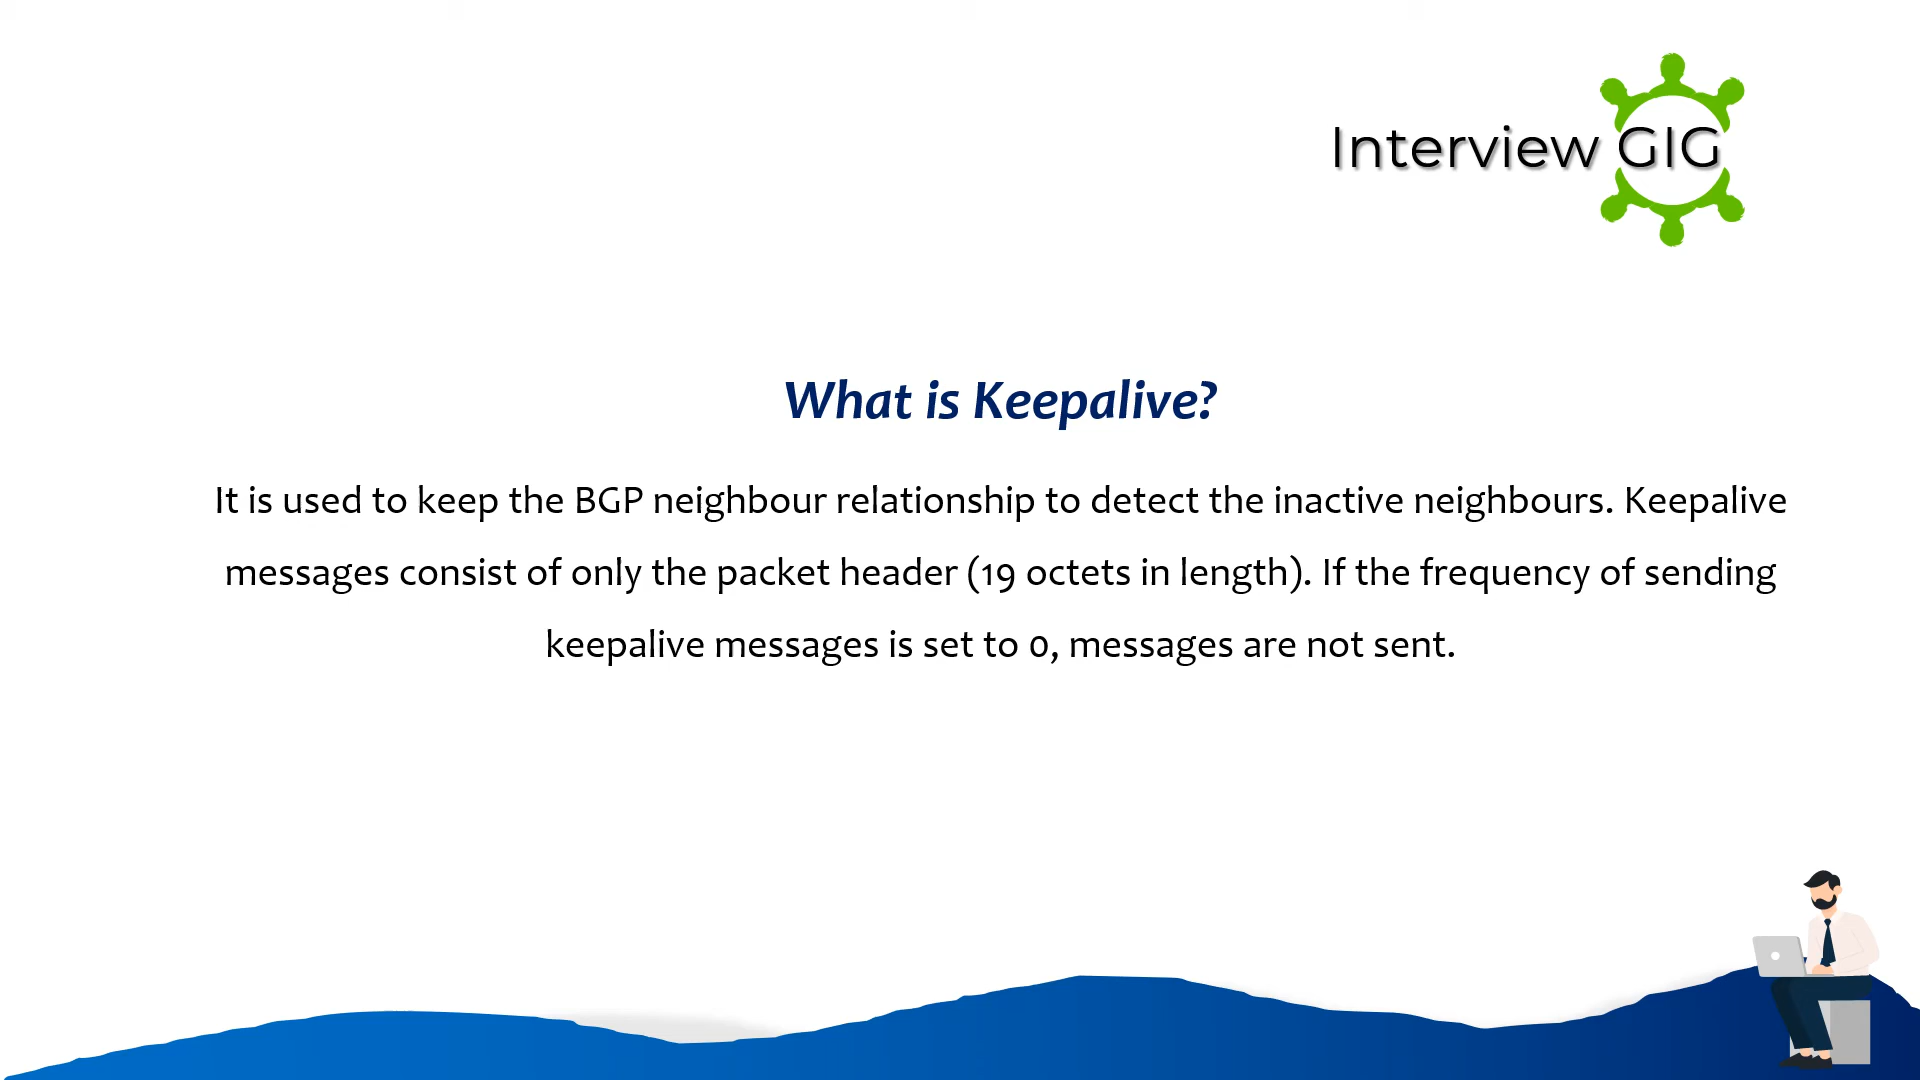 Interview GIG
What is Keepalive?
It is used to keep the BGP neighbour relationship to detect the inactive neighbours. Keepalive
messages consist of only the packet header (19 octets in length). If the frequency of sending
keepalive messages is set to 0, messages are not sent.